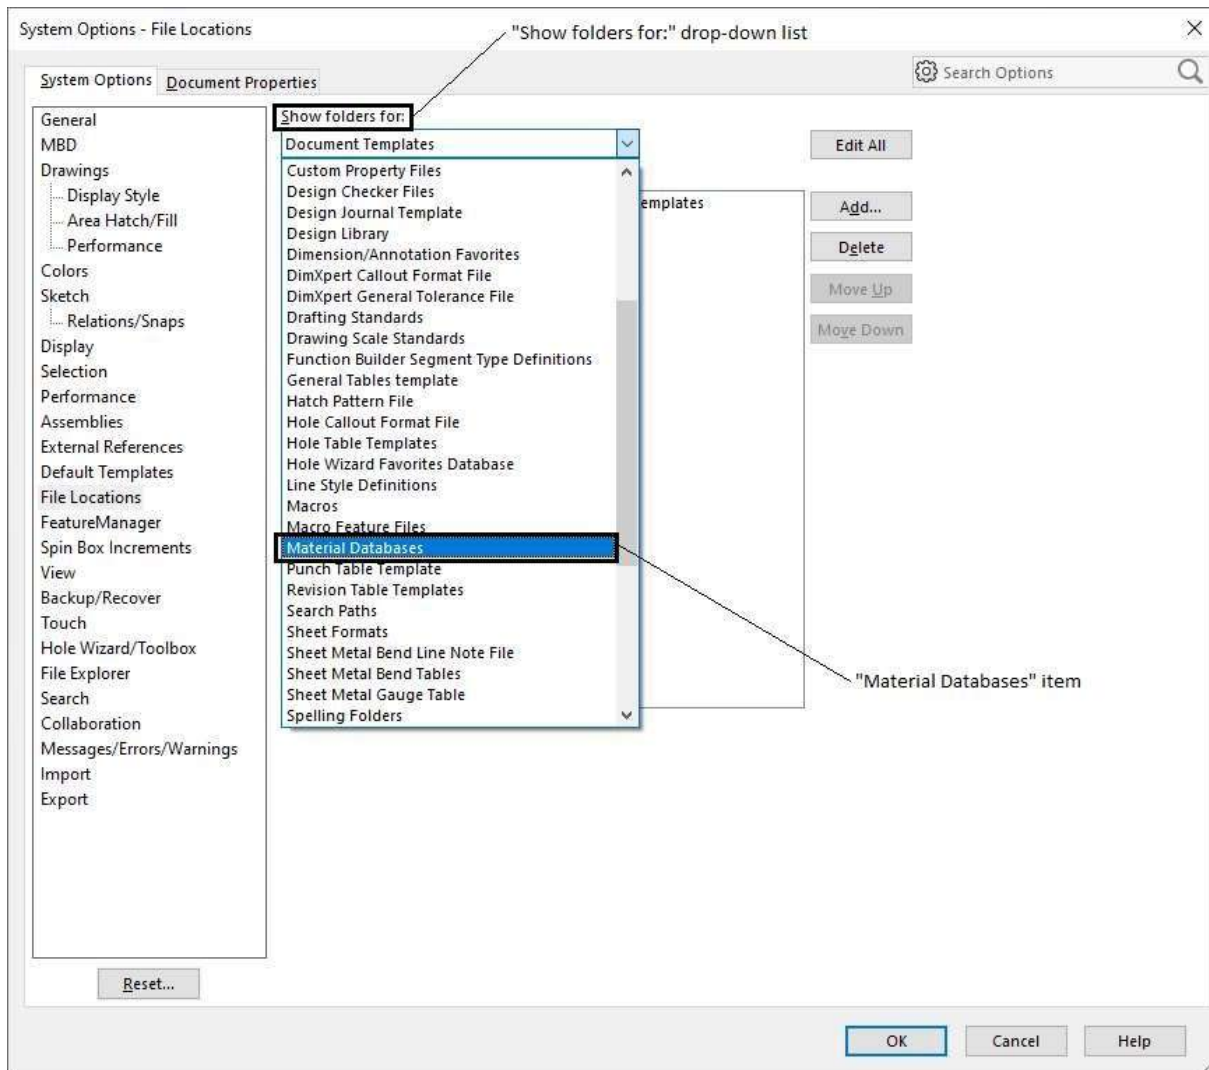 System Options - File Locations
"Show folders for:" drop-down list
System Options
Document Properties
Search Options
General
MBD
Drawings
Display Style
Area Hatch/Fill
Performance
Colors
Sketch
Relations/Snaps
Display
Selection
Performance
Assemblies
External References
Default Templates
File Locations
FeatureManager
Spin Box Increments
View
Backup/Recover
Touch
Hole Wizard/Toolbox
File Explorer
Search
Collaboration
Messages/Errors/Warnings
Import
Export
Reset...
Show folders for:
Document Templates
Custom Property Files
Design Checker Files
Design Journal Template
Design Library
Dimension/Annotation Favorites
DimXpert Callout Format File
DimXpert General Tolerance File
Drafting Standards
Drawing Scale Standards
Function Builder Segment Type Definitions
General Tables template
Hatch Pattern File
Hole Callout Format File
Hole Table Templates
Hole Wizard Favorites Database
Line Style Definitions
Macros
Macro Feature Files
Material Databases
Punch Table Template
Revision Table Templates
Search Paths
Sheet Formats
Sheet Metal Bend Line Note File
Sheet Metal Bend Tables
Sheet Metal Gauge Table
Spelling Folders
emplates
Edit All
Add...
Delete
Move Up
Move Down
"Material Databases" item
OK
Cancel
Help